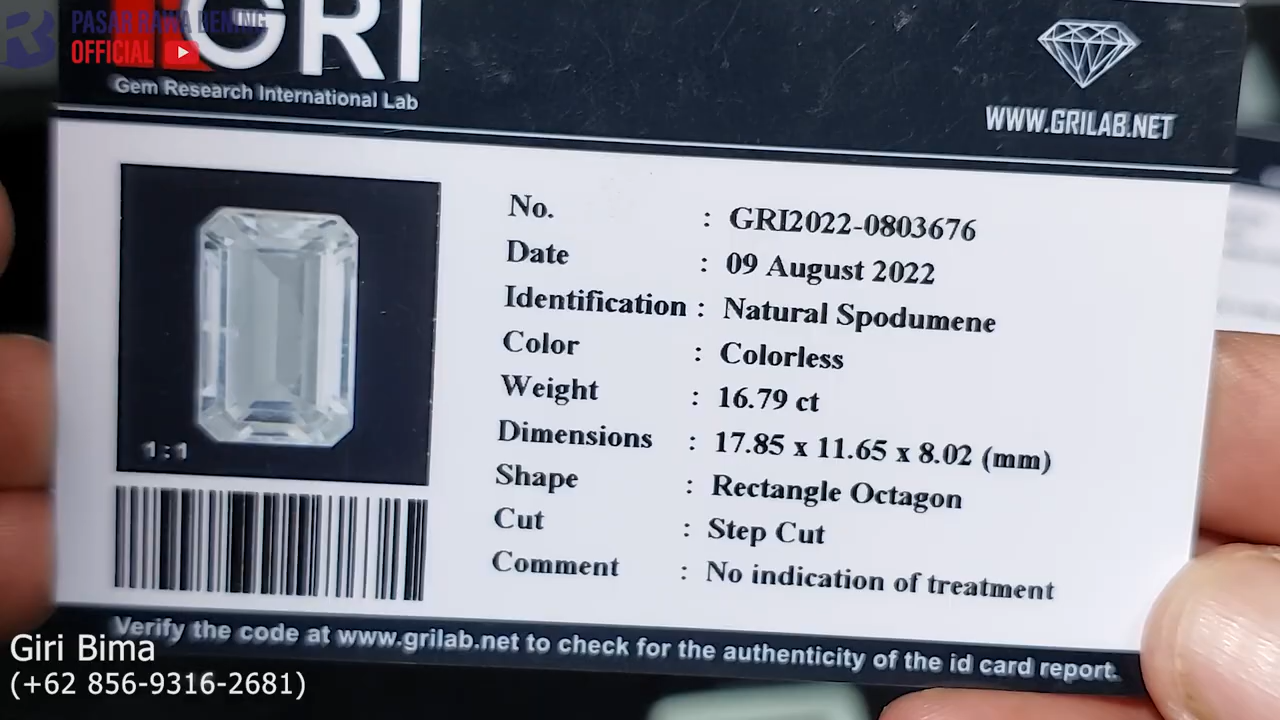 PASAR RAWA BENING
OFFICIAL
GRI
Gem Research International Lab
WWW.GRILAB.NET
No. : GRI2022-0803676
Date : 09 August 2022
Identification : Natural Spodumene
Color : Colorless
Weight : 16.79 ct
Dimensions : 17.85 x 11.65 x 8.02 (mm)
Shape : Rectangle Octagon
Cut : Step Cut
Comment : No indication of treatment
1:1
Verify the code at www.grilab.net to check for the authenticity of the id card report.
Giri Bima
(+62 856-9316-2681)